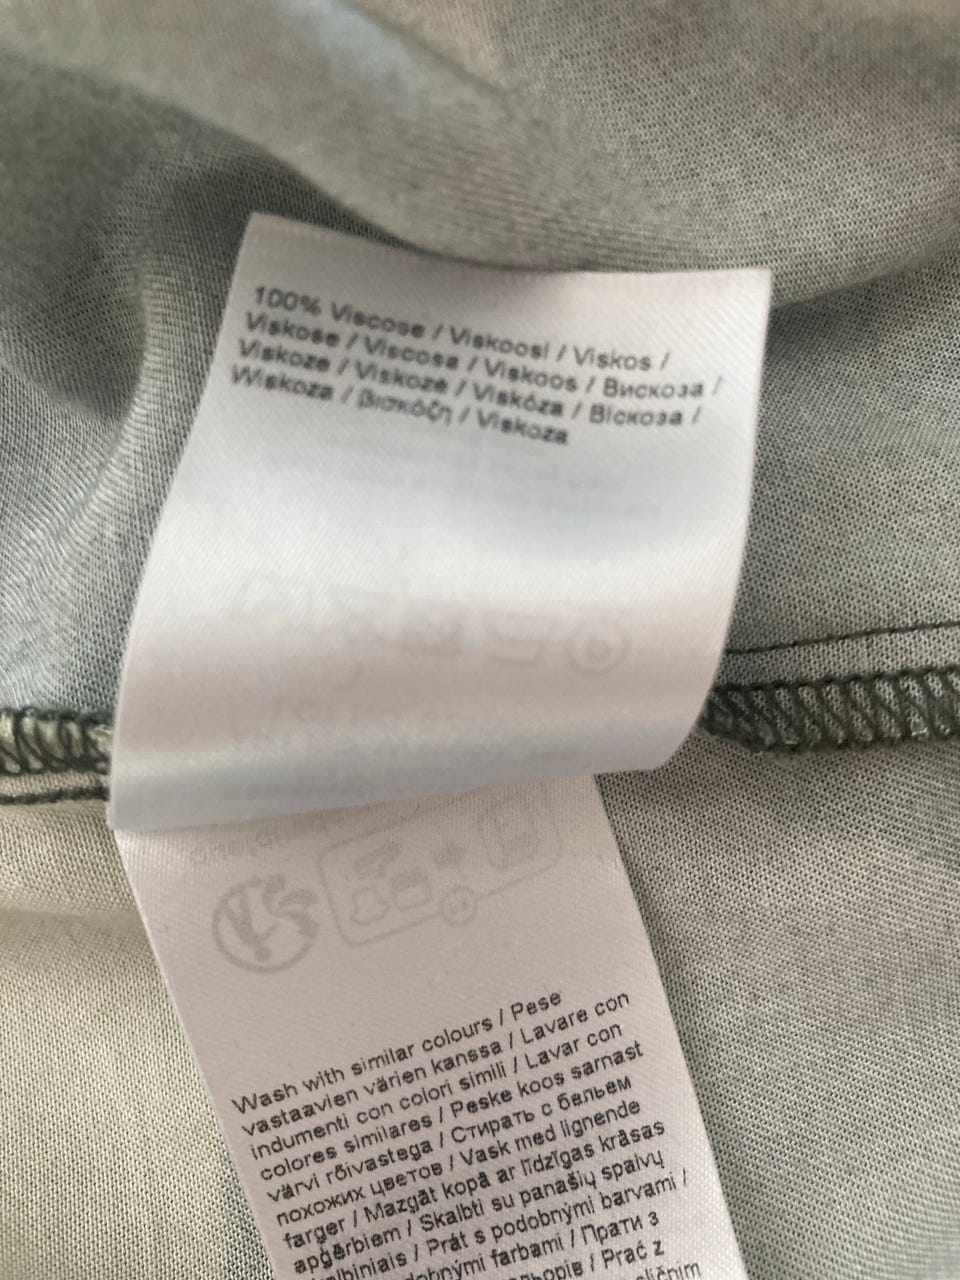 100% Viscose / Viskoosi / Viskos /
Viskose / Viscosa / Viskoos / Вискоза /
Viskoze / Viskozė / Viskóza / Віскоза /
Wiskoza / βισκόζη / Viskoza
Wash with similar colours / Pese
vastaavien värien kanssa / Lavare con
indumenti con colori simili / Lavar con
colores similares / Peske koos sarnast
värvi rõivastega / Стирать с бельем
похожих цветов / Vask med lignende
farger / Mazgāt kopā ar līdzīgas krāsas
apģērbiem / Skalbti su panašių spalvų
/ Prát s podobnými barvami /
farbami / Прати з
/ Prać z